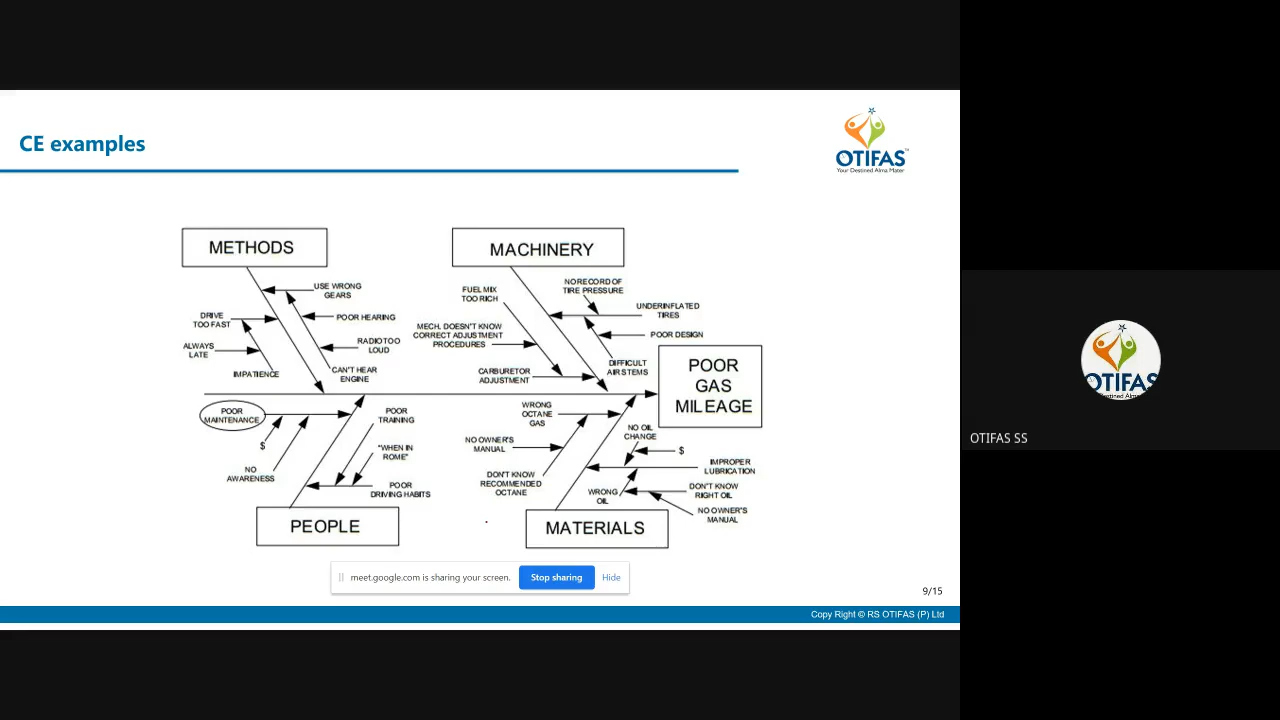 CE examples
OTIFAS™
Your Destined Alma Mater
METHODS
USE WRONG
GEARS
DRIVE
TOO FAST
POOR HEARING
ALWAYS
LATE
RADIO TOO
LOUD
IMPATIENCE
CAN'T HEAR
ENGINE
MACHINERY
NO RECORD OF
TIRE PRESSURE
FUEL MIX
TOO RICH
UNDERINFLATED
TIRES
MECH. DOESN'T KNOW
CORRECT ADJUSTMENT
PROCEDURES
POOR DESIGN
CARBURETOR
ADJUSTMENT
DIFFICULT
AIR STEMS
POOR
GAS
MILEAGE
POOR
MAINTENANCE
POOR
TRAINING
$
"WHEN IN
ROME"
NO
AWARENESS
POOR
DRIVING HABITS
PEOPLE
WRONG
OCTANE
GAS
NO OIL
CHANGE
NO OWNER'S
MANUAL
$
IMPROPER
LUBRICATION
DON'T KNOW
RECOMMENDED
OCTANE
WRONG
OIL
DON'T KNOW
RIGHT OIL
NO OWNER'S
MANUAL
MATERIALS
meet.google.com is sharing your screen.
Stop sharing
Hide
9/15
Copy Right © RS OTIFAS (P) Ltd
OTIFAS
Destined Alma Mate
OTIFAS SS